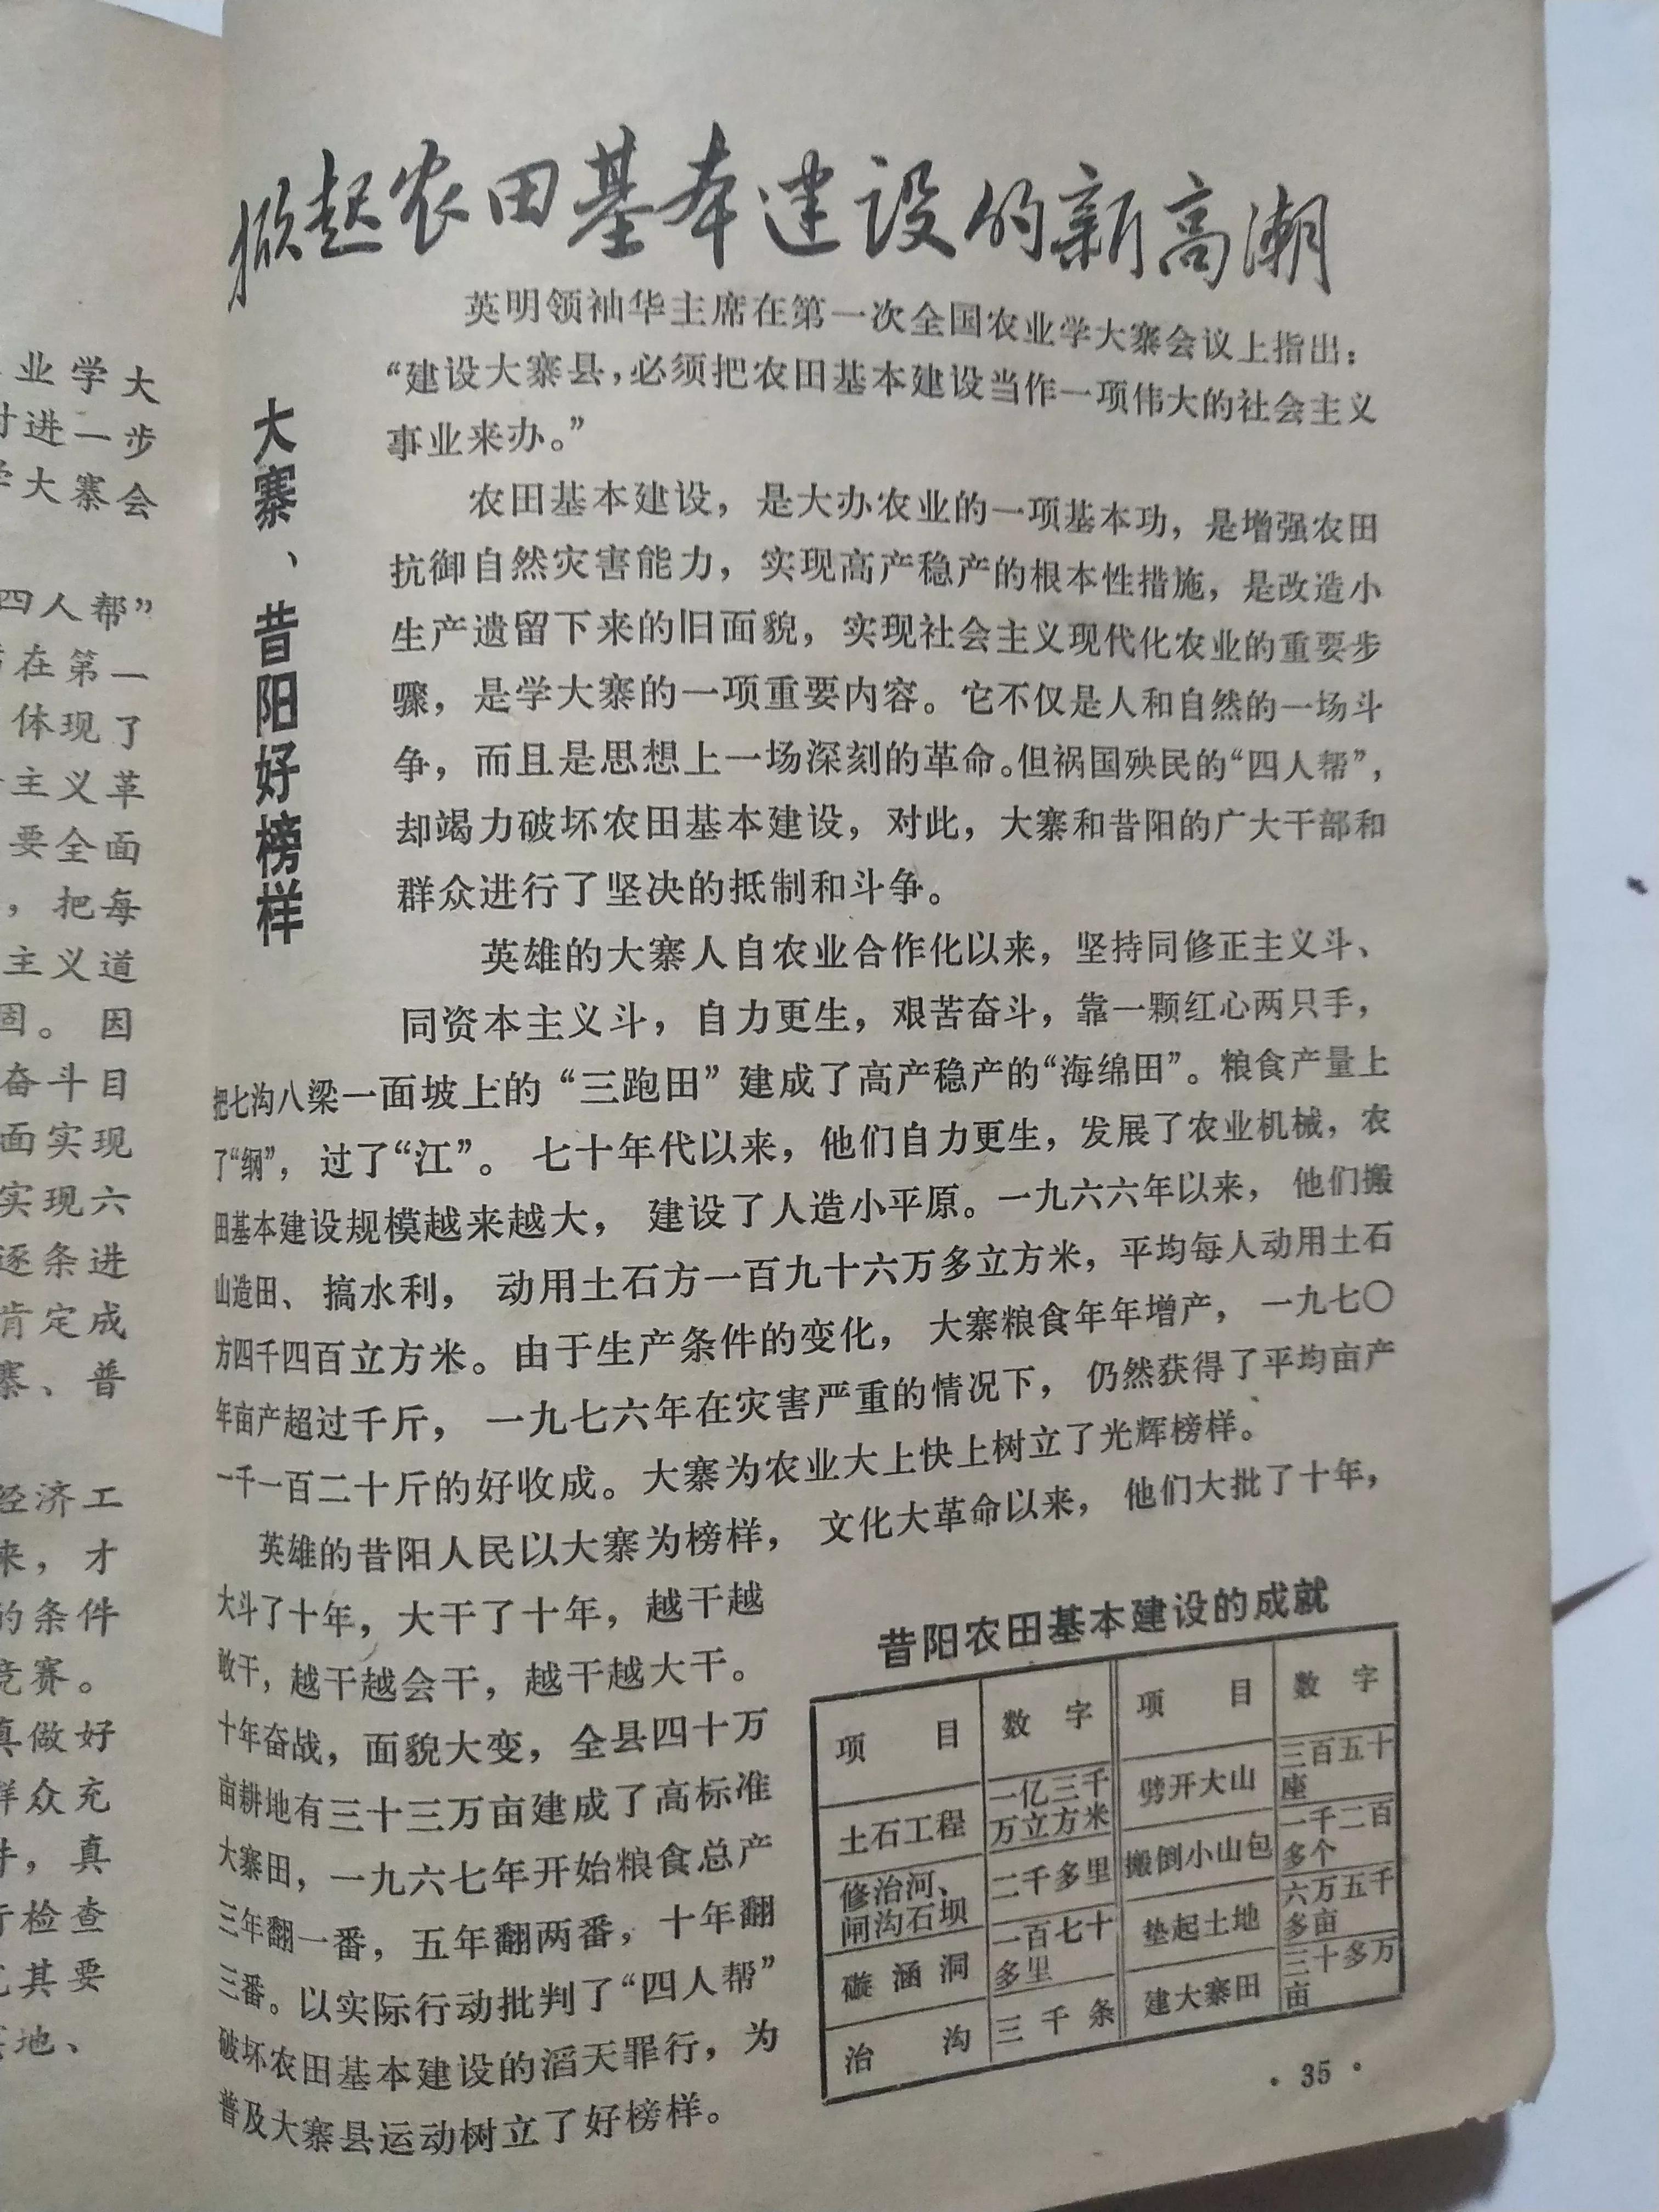 掀起农田基本建设的新高潮
大寨、昔阳好榜样
英明领袖华主席在第一次全国农业学大寨会议上指出：
“建设大寨县，必须把农田基本建设当作一项伟大的社会主义
事业来办。”
农田基本建设，是大办农业的一项基本功，是增强农田
抗御自然灾害能力，实现高产稳产的根本性措施，是改造小
生产遗留下来的旧面貌，实现社会主义现代化农业的重要步
骤，是学大寨的一项重要内容。它不仅是人和自然的一场斗
争，而且是思想上一场深刻的革命。但祸国殃民的“四人帮”，
却竭力破坏农田基本建设，对此，大寨和昔阳的广大干部和
群众进行了坚决的抵制和斗争。
英雄的大寨人自农业合作化以来，坚持同修正主义斗、
同资本主义斗，自力更生，艰苦奋斗，靠一颗红心两只手，
把七沟八梁一面坡上的“三跑田”建成了高产稳产的“海绵田”。粮食产量上
了“纲”，过了“江”。七十年代以来，他们自力更生，发展了农业机械，农
田基本建设规模越来越大，建设了人造小平原。一九六六年以来，他们搬
山造田、搞水利，动用土石方一百九十六万多立方米，平均每人动用土石
方四千四百立方米。由于生产条件的变化，大寨粮食年年增产，一九七〇
年亩产超过千斤，一九七六年在灾害严重的情况下，仍然获得了平均亩产
一千一百二十斤的好收成。大寨为农业大上快上树立了光辉榜样。
英雄的昔阳人民以大寨为榜样，文化大革命以来，他们大批了十年，
大斗了十年，大干了十年，越干越
敢干，越干越会干，越干越大干。
十年奋战，面貌大变，全县四十万
亩耕地有三十三万亩建成了高标准
大寨田，一九六七年开始粮食总产
三年翻一番，五年翻两番，十年翻
三番。以实际行动批判了“四人帮”
破坏农田基本建设的滔天罪行，为
普及大寨县运动树立了好榜样。
昔阳农田基本建设的成就
项目 数字 项目 数字
土石工程 一亿三千万立方米 劈开大山 三百五十座
修治河、闸沟石坝 二千多里 搬倒小山包 一千二百多个
碹涵洞 一百七十多里 垫起土地 六万五千多亩
治沟 三千条 建大寨田 三十多万亩
· 35 ·
业学大
进一步
大寨会
四人帮”
在第一
体现了
主义革
要全面
，把每
主义道
固。因
奋斗目
面实现
实现六
逐条进
肯定成
寨、普
经济工
来，才
的条件
竞赛。
真做好
群众充
，真
行检查
其要
地、